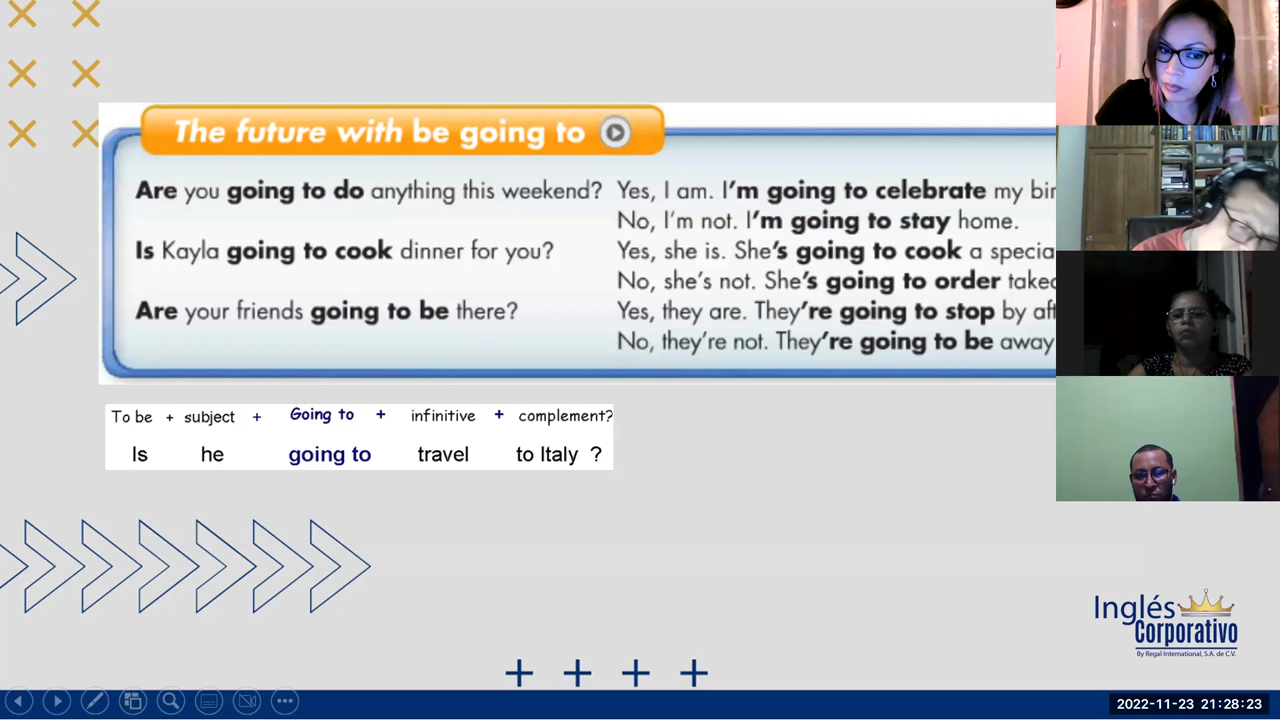 The future with be going to
Are you going to do anything this weekend? Yes, I am. I'm going to celebrate my
No, I'm not. I'm going to stay home.
Is Kayla going to cook dinner for you? Yes, she is. She's going to cook a
No, she's not. She's going to order
Are your friends going to be there? Yes, they are. They're going to stop by
No, they're not. They're going to be away
To be + subject + Going to + infinitive + complement?
Is he going to travel to Italy ?
Inglés
Corporativo
By Regal International, S.A. de C.V.
2022-11-23 21:28:23